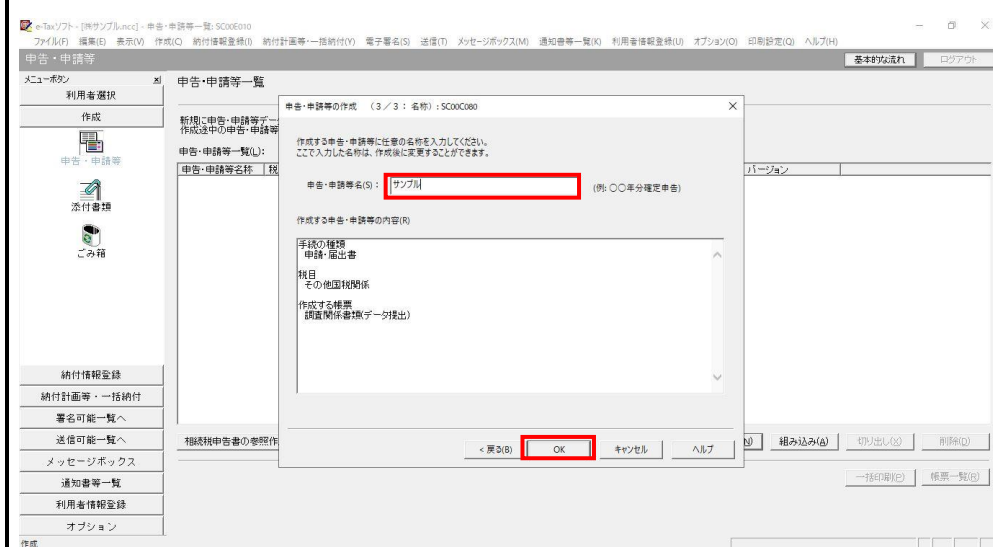 e-Taxソフト - [㈱サンプル.ncc] - 申告・申請等一覧: SC00E010
ファイル(F) 編集(E) 表示(V) 作成(C) 納付情報登録(I) 納付計画等・一括納付(Y) 電子署名(S) 送信(T) メッセージボックス(M) 通知書等一覧(K) 利用者情報登録(U) オプション(O) 印刷設定(Q) ヘルプ(H)
申告・申請等
基本的な流れ
ログアウト
メニューボタン
利用者選択
作成
申告・申請等
添付書類
ごみ箱
納付情報登録
納付計画等・一括納付
署名可能一覧へ
送信可能一覧へ
メッセージボックス
通知書等一覧
利用者情報登録
オプション
作成
申告・申請等一覧
新規に申告・申請等デー
作成途中の申告・申請等
申告・申請等一覧(L):
申告・申請等名称 税
バージョン
申告・申請等の作成 (3/3: 名称) : SC00C080
作成する申告・申請等に任意の名称を入力してください。
ここで入力した名称は、作成後に変更することができます。
申告・申請等名(S): サンプル (例: 〇〇年分確定申告)
作成する申告・申請等の内容(R)
手続の種類
申請・届出書
税目
その他国税関係
作成する帳票
調査関係書類(データ提出)
<戻る(B)
OK
キャンセル
ヘルプ
相続税申告書の参照作
組み込み(A)
切り出し(X)
削除(D)
一括印刷(P)
帳票一覧(R)